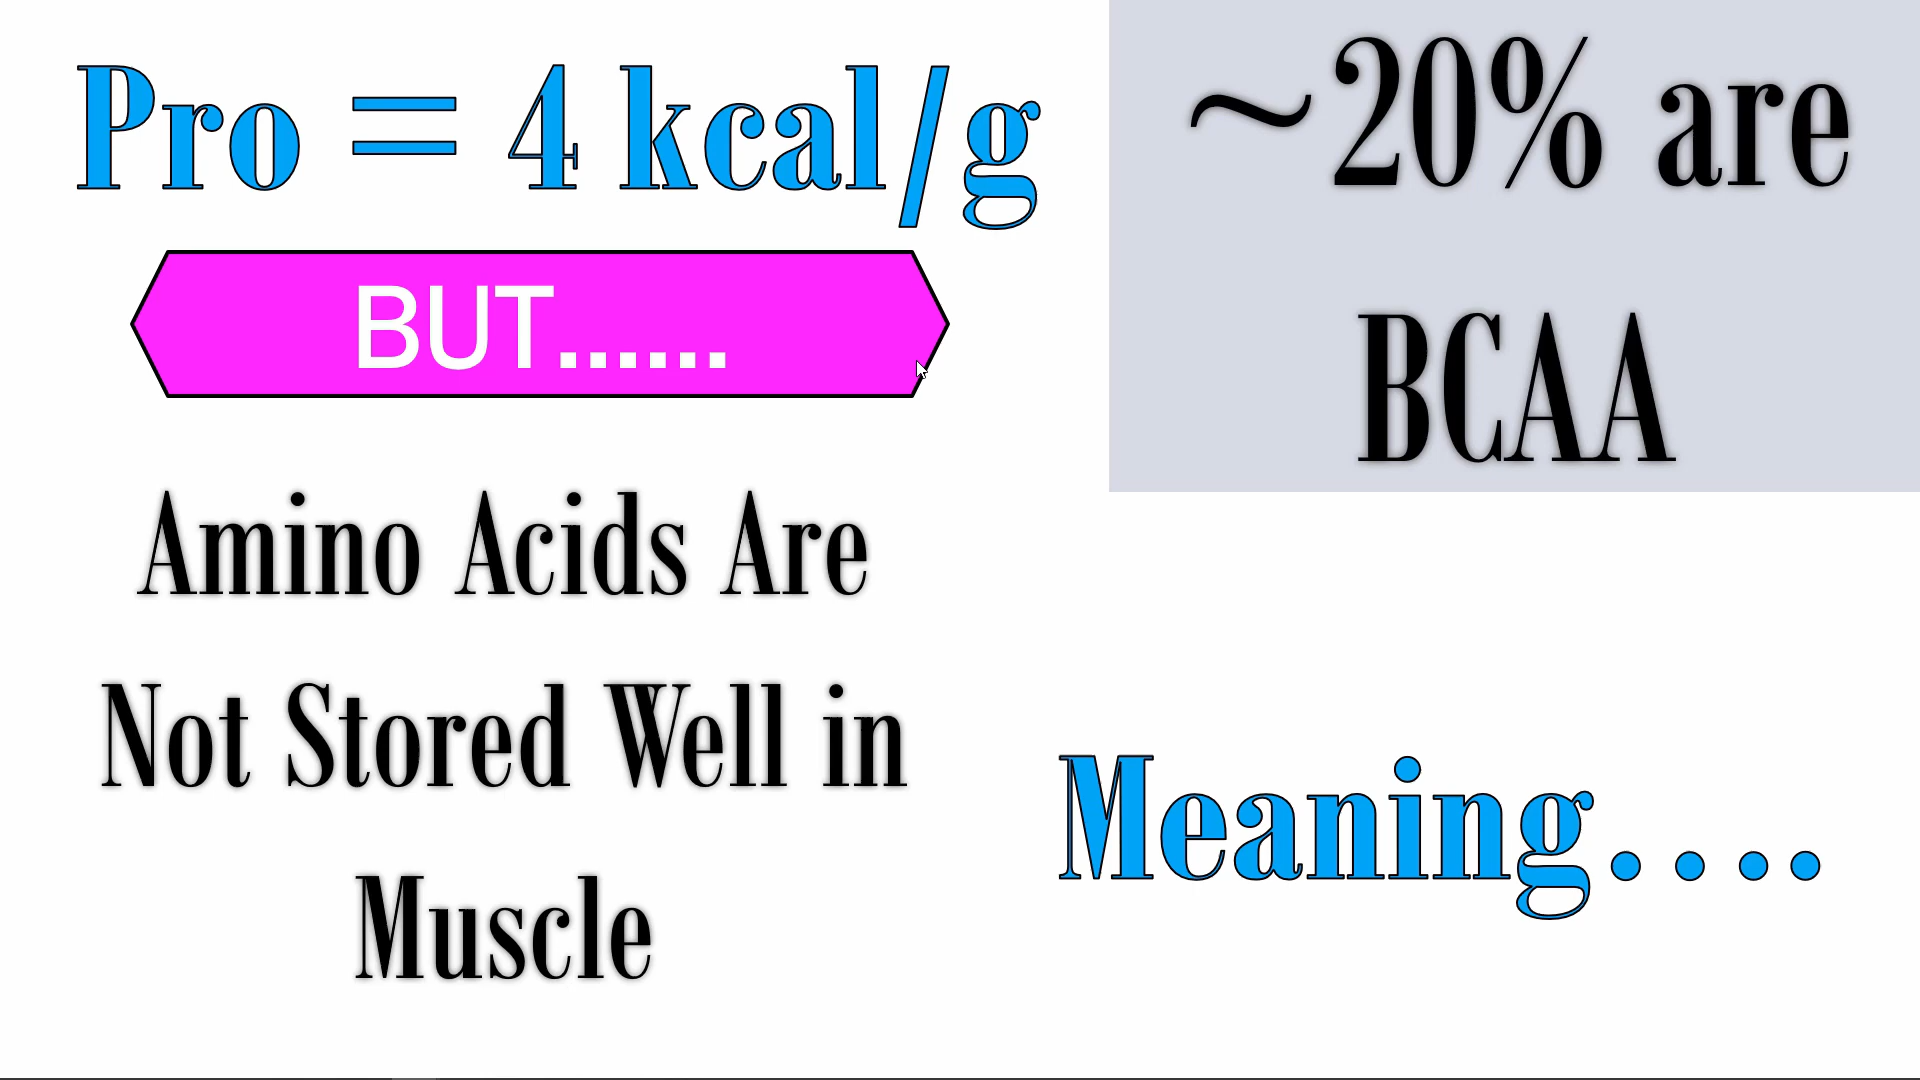 Pro = 4 kcal/g
BUT......
Amino Acids Are
Not Stored Well in
Muscle
~20% are
BCAA
Meaning....